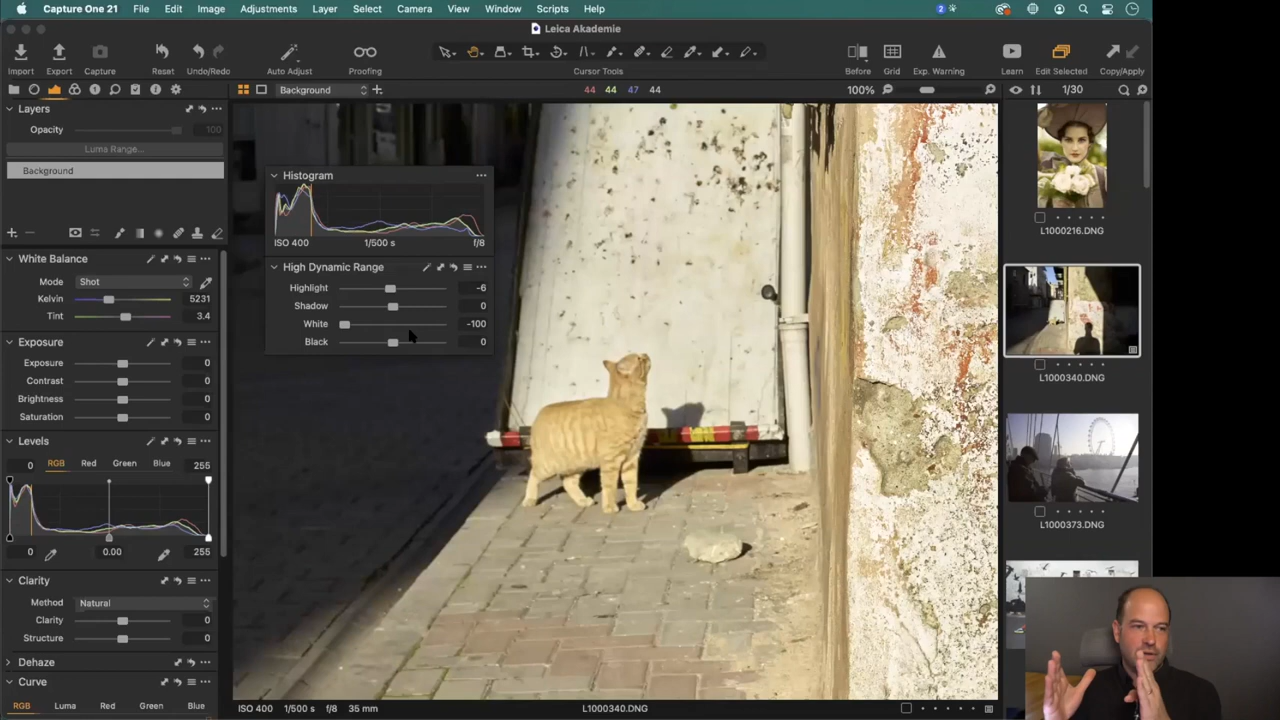 Capture One 21 File Edit Image Adjustments Layer Select Camera View Window Scripts Help 2
Leica Akademie
Import Export Capture Reset Undo/Redo Auto Adjust Proofing Cursor Tools Before Grid Exp. Warning Learn Edit Selected Copy/Apply
Background 44 44 47 44 100% 1/30
Layers
Opacity 100
Luma Range...
Background
White Balance
Mode Shot
Kelvin 5231
Tint 3.4
Exposure
Exposure 0
Contrast 0
Brightness 0
Saturation 0
Levels
0 RGB Red Green Blue 255
0 0.00 255
Clarity
Method Natural
Clarity 0
Structure 0
Dehaze
Curve
RGB Luma Red Green Blue
Histogram
ISO 400 1/500 s f/8
High Dynamic Range
Highlight -6
Shadow 0
White -100
Black 0
ISO 400 1/500 s f/8 35 mm L1000340.DNG
L1000216.DNG
L1000340.DNG
L1000373.DNG